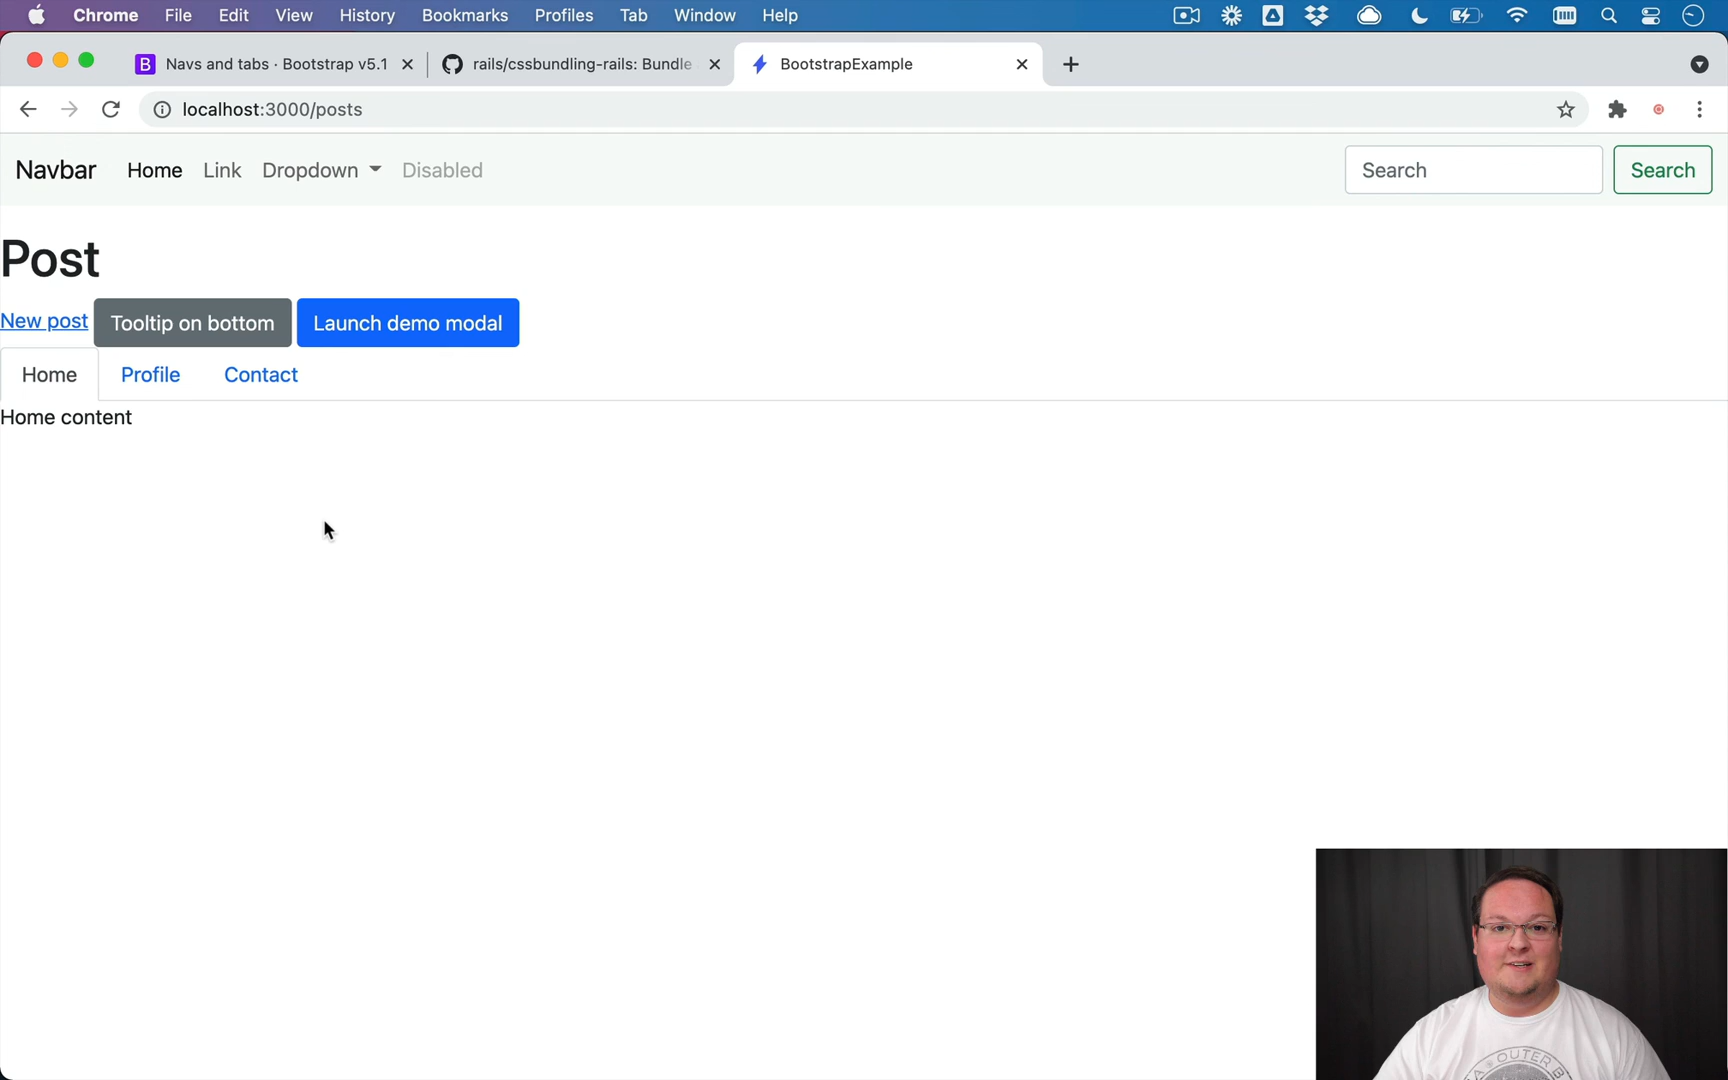 Chrome File Edit View History Bookmarks Profiles Tab Window Help
B Navs and tabs · Bootstrap v5.1 rails/cssbundling-rails: Bundle BootstrapExample
localhost:3000/posts
Navbar Home Link Dropdown Disabled Search Search
Post
New post Tooltip on bottom Launch demo modal
Home Profile Contact
Home content
OUTER